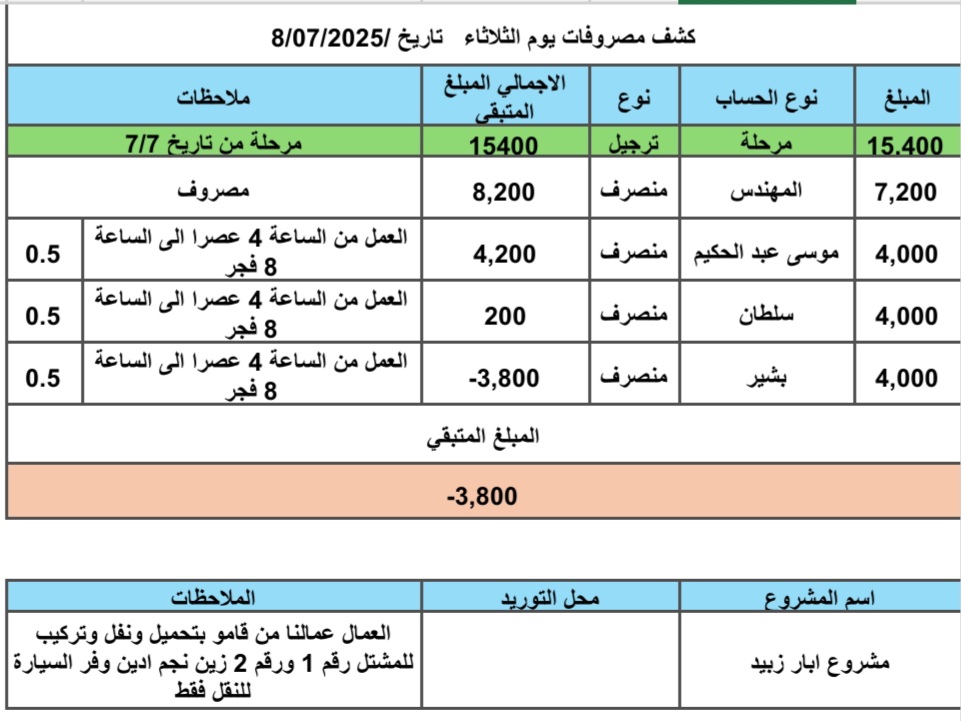 كشف مصروفات يوم الثلاثاء تاريخ /8/07/2025
المبلغ نوع الحساب نوع الاجمالي المبلغ المتبقي ملاحظات
15,400 مرحلة ترجيل 15400 مرحلة من تاريخ 7/7
7,200 المهندس منصرف 8,200 مصروف
4,000 موسى عبد الحكيم منصرف 4,200 العمل من الساعة 4 عصرا الى الساعة 8 فجر 0.5
4,000 سلطان منصرف 200 العمل من الساعة 4 عصرا الى الساعة 8 فجر 0.5
4,000 بشير منصرف -3,800 العمل من الساعة 4 عصرا الى الساعة 8 فجر 0.5
المبلغ المتبقي
-3,800
اسم المشروع محل التوريد الملاحظات
مشروع ابار زبيد
العمال عمالنا من قامو بتحميل ونفل وتركيب
للمشتل رقم 1 ورقم 2 زين نجم ادين وفر السيارة
للنقل فقط